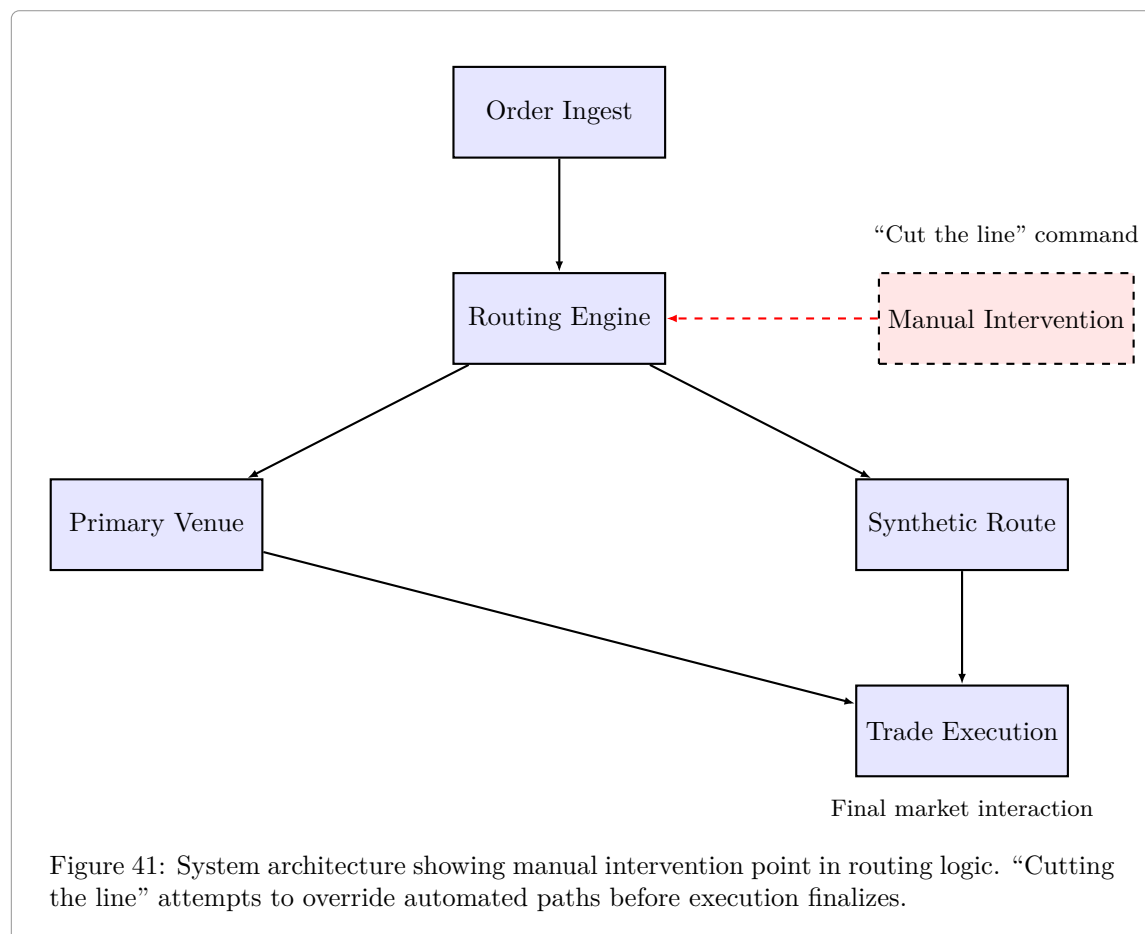 Order Ingest
“Cut the line” command
Routing Engine
Manual Intervention
Primary Venue
Synthetic Route
Trade Execution
Final market interaction
Figure 41: System architecture showing manual intervention point in routing logic. “Cutting
the line” attempts to override automated paths before execution finalizes.